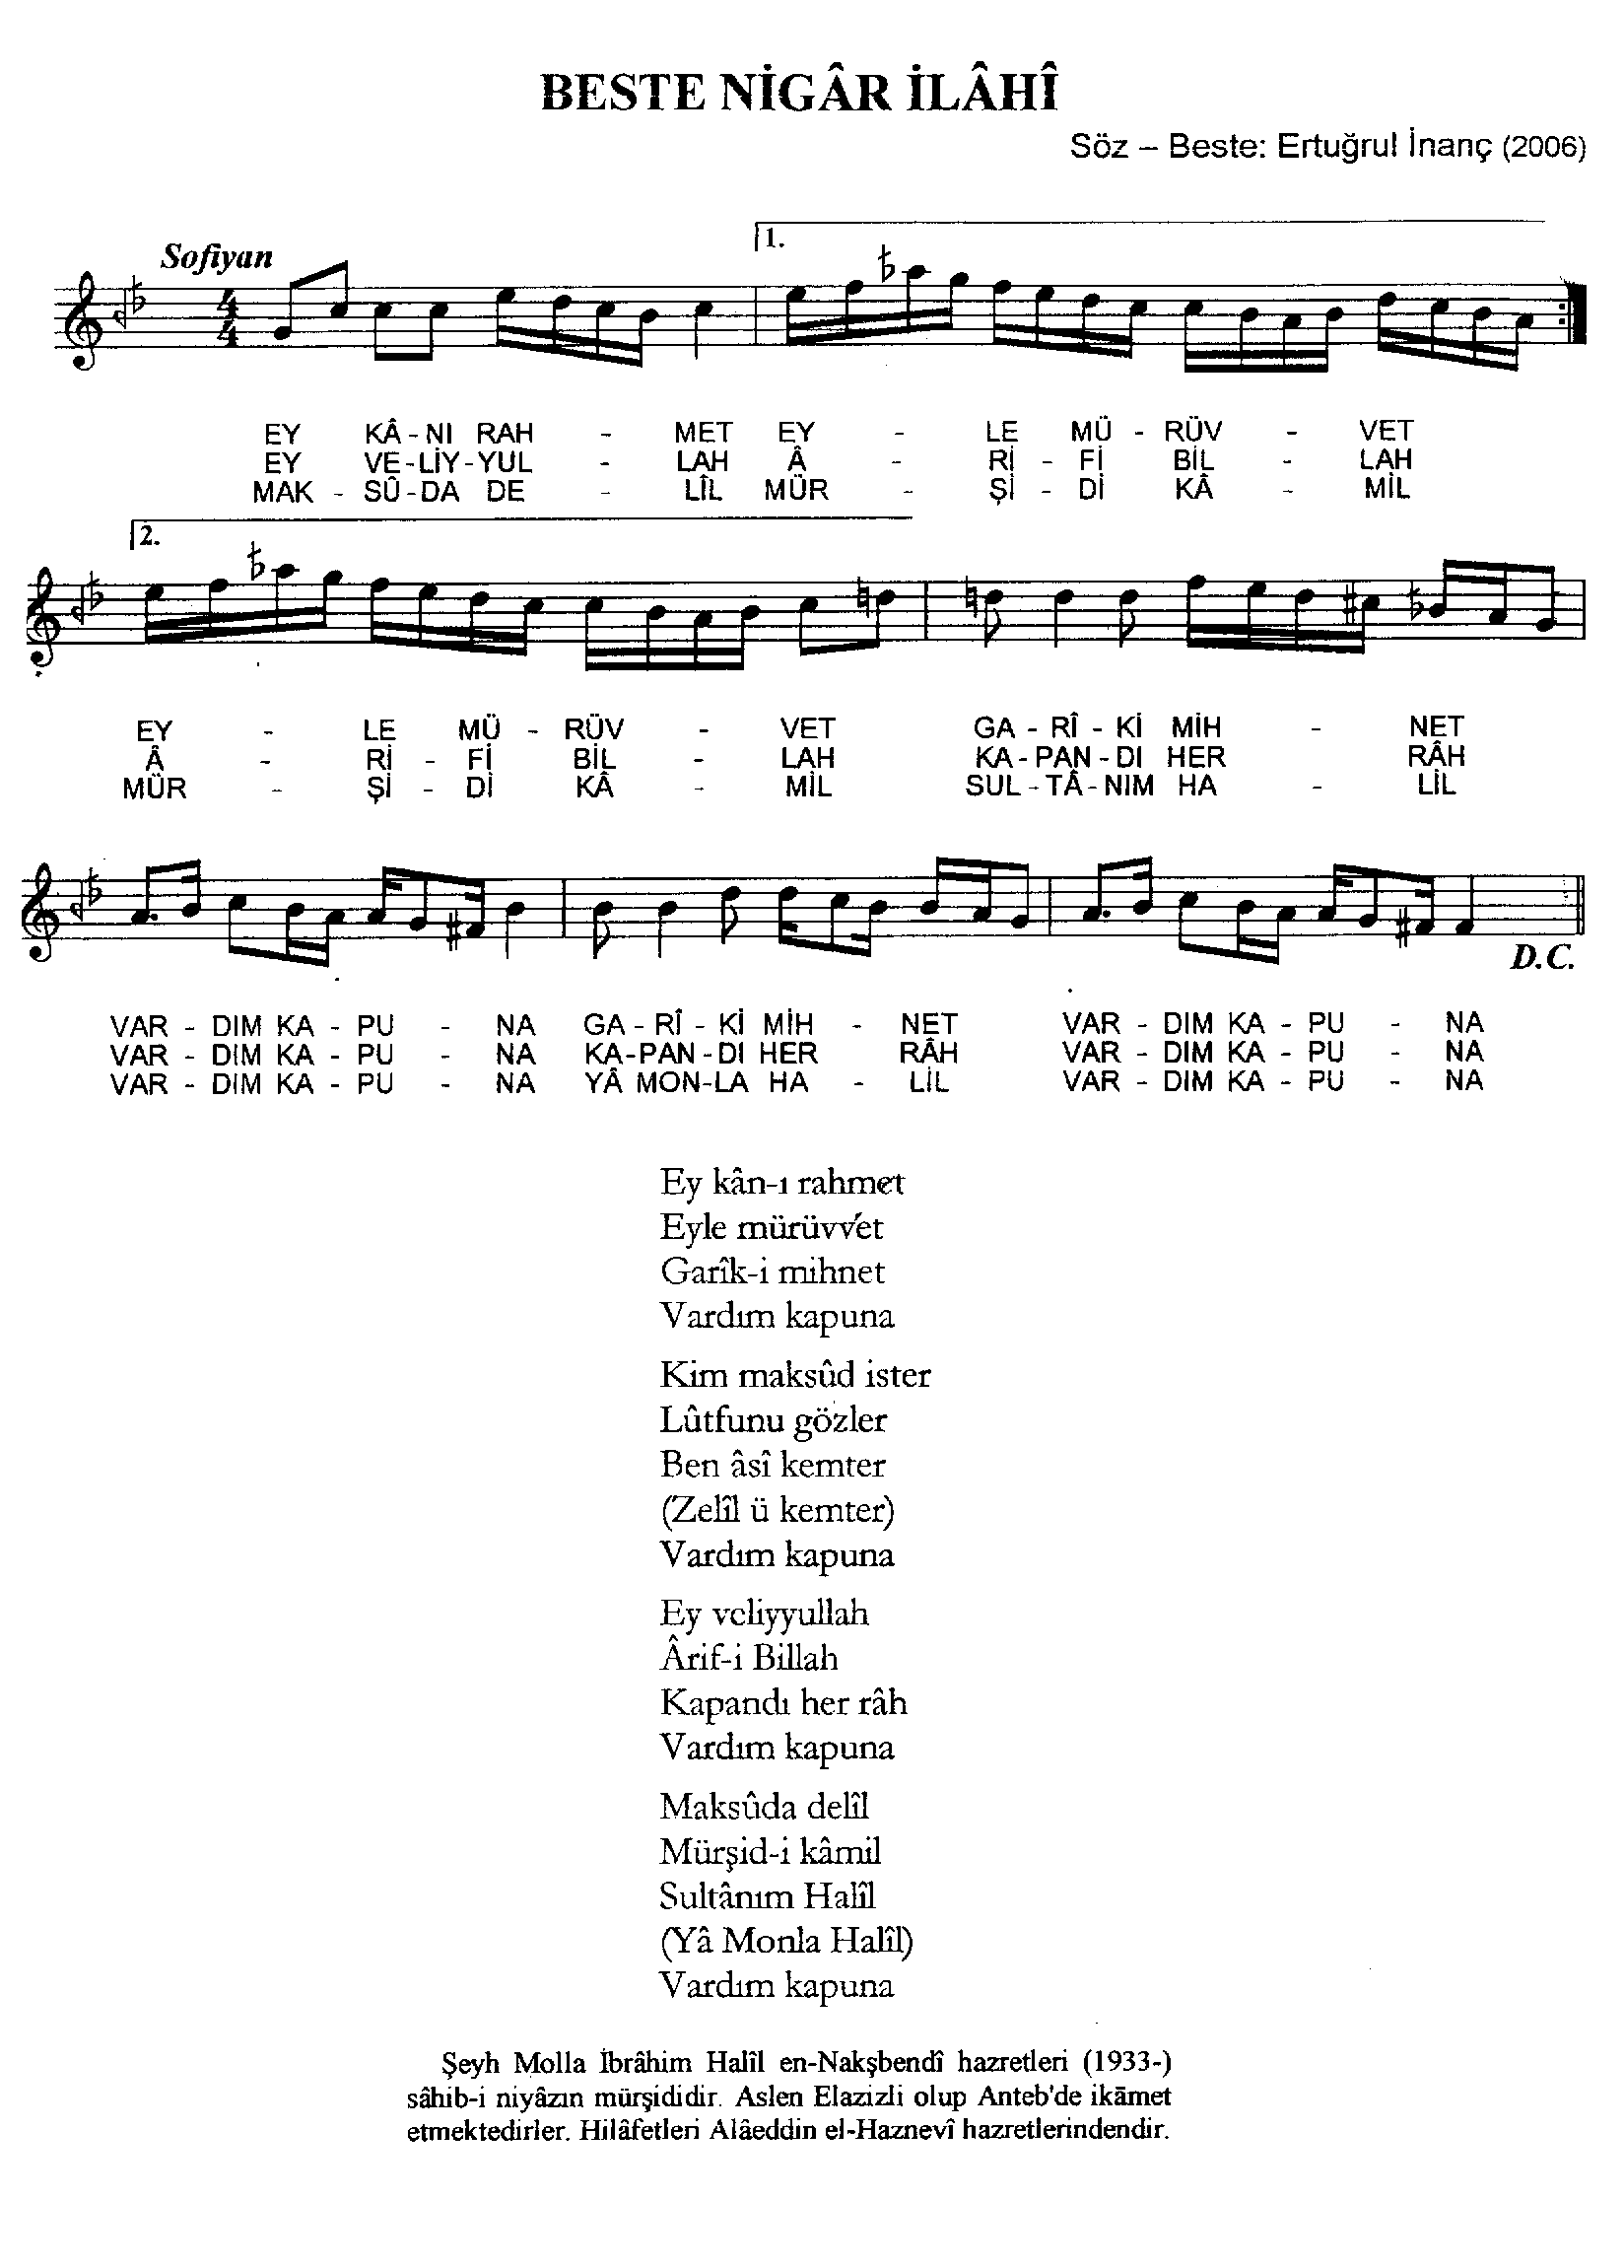 BESTE NİGÂR İLÂHÎ
Söz – Beste: Ertuğrul İnanç (2006)
Sofiyan
1.
4
4
EY KÂ - NI RAH - MET EY - LE MÜ - RÜV - VET
EY VE-LİY-YUL - LAH Â - Rİ - Fİ BİL - LAH
MAK - SÛ-DA DE - LÎL MÜR - Şİ - Dİ KÂ - MİL
2.
EY - LE MÜ - RÜV - VET GA - RÎ - Kİ MİH - NET
Â - Rİ - Fİ BİL - LAH KA-PAN-DI HER RÂH
MÜR - Şİ - Dİ KÂ - MİL SUL-TÂ-NIM HA - LİL
D.C.
VAR - DIM KA - PU - NA GA - RÎ - Kİ MİH - NET VAR - DIM KA - PU - NA
VAR - DIM KA - PU - NA KA-PAN-DI HER RÂH VAR - DIM KA - PU - NA
VAR - DIM KA - PU - NA YÂ MON-LA HA - LİL VAR - DIM KA - PU - NA
Ey kân-ı rahmet
Eyle mürüvvet
Garîk-i mihnet
Vardım kapuna
Kim maksûd ister
Lûtfunu gözler
Ben âsî kemter
(Zelîl ü kemter)
Vardım kapuna
Ey veliyyullah
Ârif-i Billah
Kapandı her râh
Vardım kapuna
Maksûda delîl
Mürşid-i kâmil
Sultânım Halîl
(Yâ Monla Halîl)
Vardım kapuna
Şeyh Molla İbrâhim Halîl en-Nakşbendî hazretleri (1933-)
sâhib-i niyâzın mürşididir. Aslen Elazizli olup Anteb'de ikāmet
etmektedirler. Hilâfetleri Alâeddin el-Haznevî hazretlerindendir.